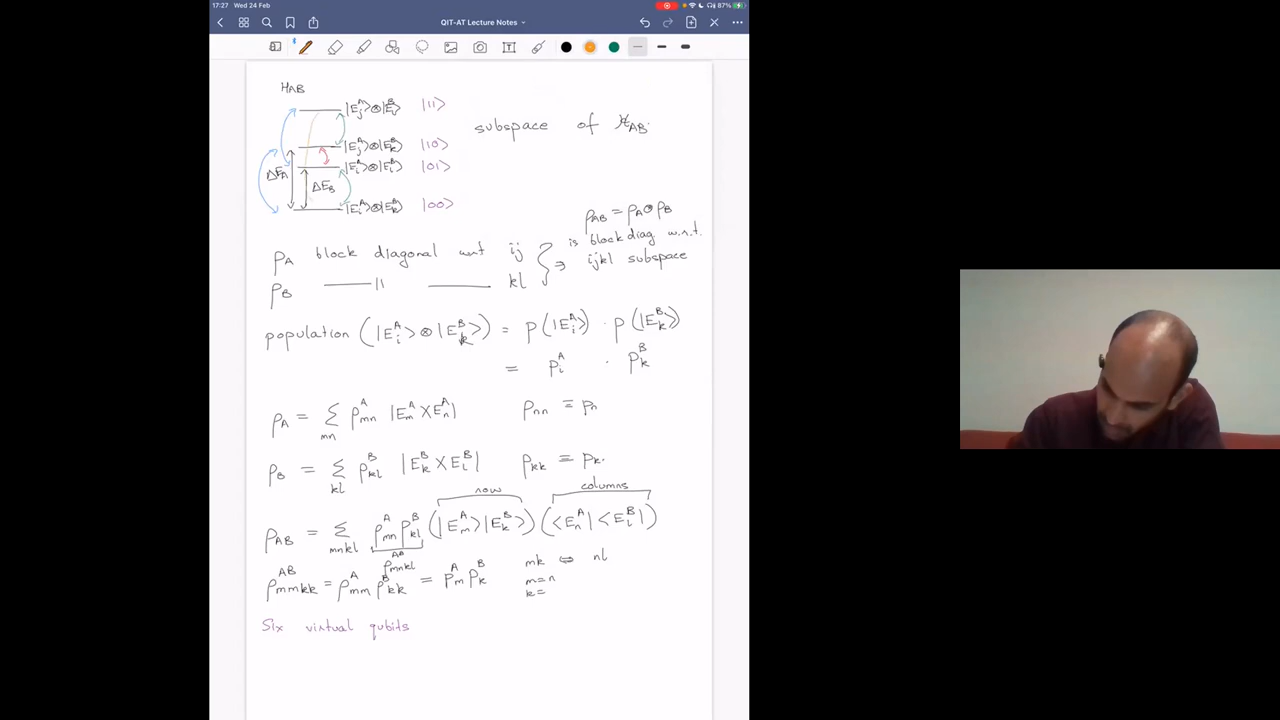 17:27 Wed 24 Feb
87%
QIT-AT Lecture Notes
H_AB
|E_j^A>⊗|E_l^B> |11>
|E_j^A>⊗|E_k^B> |10>
subspace of ℋ_AB.
|E_i^A>⊗|E_l^B> |01>
ΔE_A
ΔE_B
|E_i^A>⊗|E_k^B> |00>
ρ_AB = ρ_A ⊗ ρ_B
is block diag w.r.t.
ijkl subspace
ρ_A block diagonal wrt ij
ρ_B —— 11 —— kl } ⇒
population (|E_i^A> ⊗ |E_k^B>) = p(|E_i^A>) · p(|E_k^B>)
= p_i^A · p_k^B
ρ_A = Σ_mn ρ_mn^A |E_m^A X E_n^A| ρ_nn ≡ p_n
ρ_B = Σ_kl ρ_kl^B |E_k^B X E_l^B| ρ_kk ≡ p_k.
row columns
ρ_AB = Σ_mnkl ρ_mn^A ρ_kl^B (|E_m^A>|E_k^B>) (<E_n^A|<E_l^B|)
ρ_mnkl^AB
mk ⇔ nl
ρ_mmkk^AB = ρ_mm^A ρ_kk^B = p_m^A p_k^B
m=n
k=
Six virtual qubits